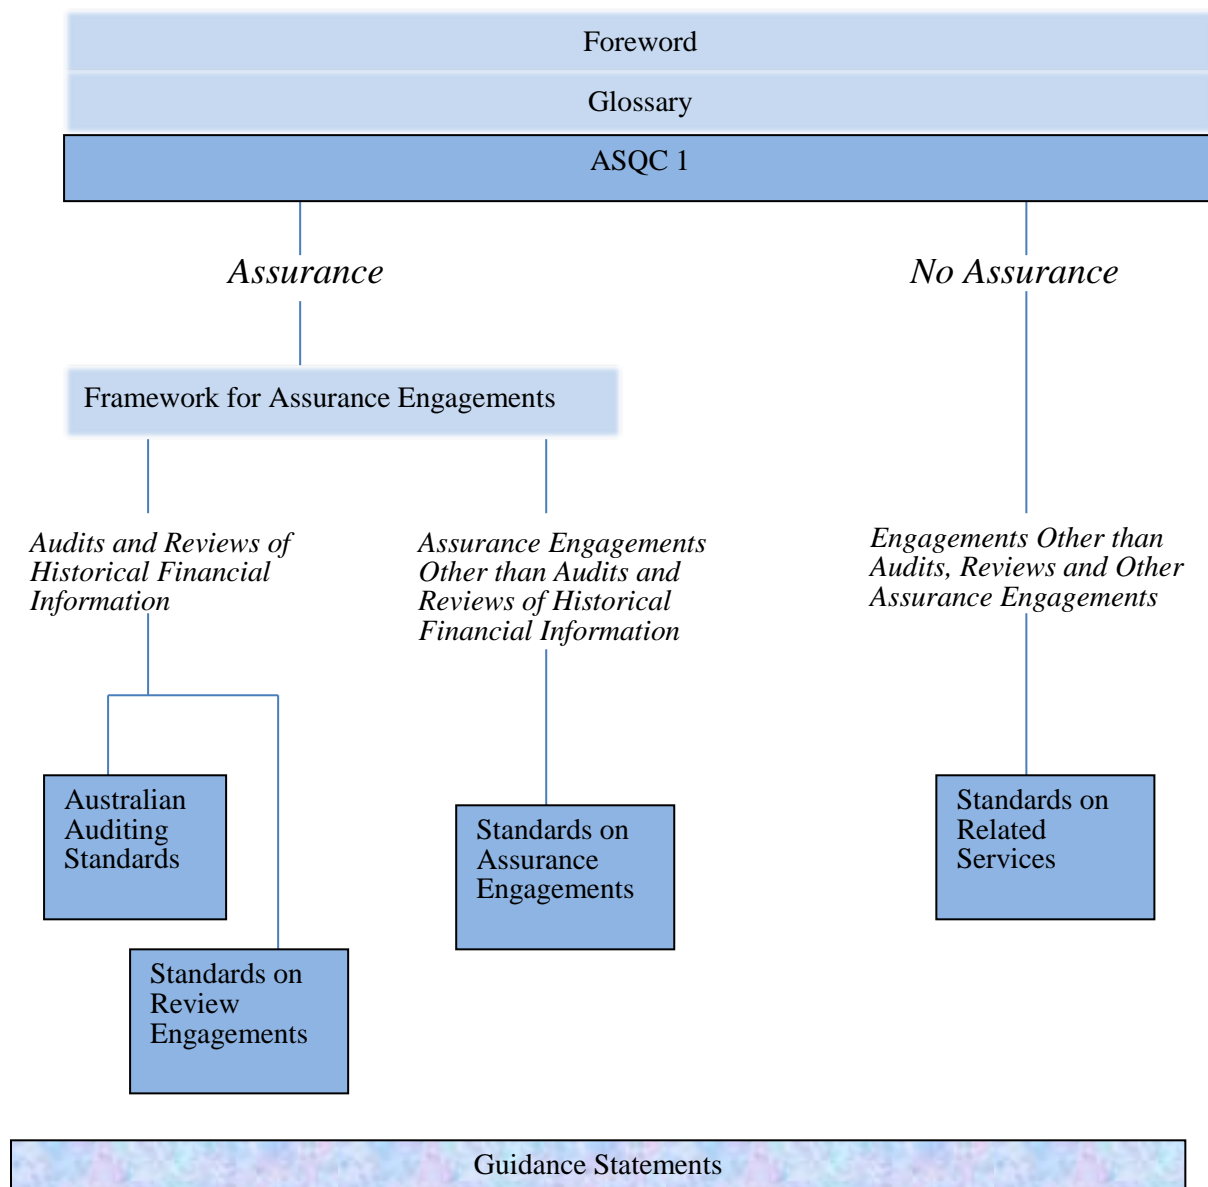 Foreword
Glossary
ASQC 1
Assurance
No Assurance
Framework for Assurance Engagements
Audits and Reviews of
Historical Financial
Information
Assurance Engagements
Other than Audits and
Reviews of Historical
Financial Information
Engagements Other than
Audits, Reviews and Other
Assurance Engagements
Australian
Auditing
Standards
Standards on
Review
Engagements
Standards on
Assurance
Engagements
Standards on
Related
Services
Guidance Statements